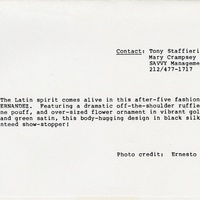 Contact: Tony Staffieri
Mary Crampsey
SAVVY Manageme
212/477-1717
The Latin spirit comes alive in this after-five fashion
ERNANDEZ. Featuring a dramatic off-the-shoulder ruffle
ne pouff, and over-sized flower ornament in vibrant gol
and green satin, this body-hugging design in black silk
nteed show-stopper!
Photo credit: Ernesto